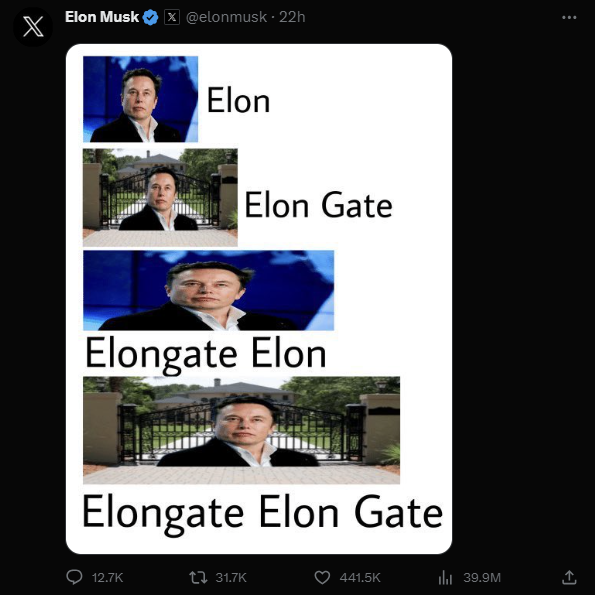 Elon Musk @elonmusk · 22h
Elon
Elon Gate
Elongate Elon
Elongate Elon Gate
12.7K 31.7K 441.5K 39.9M